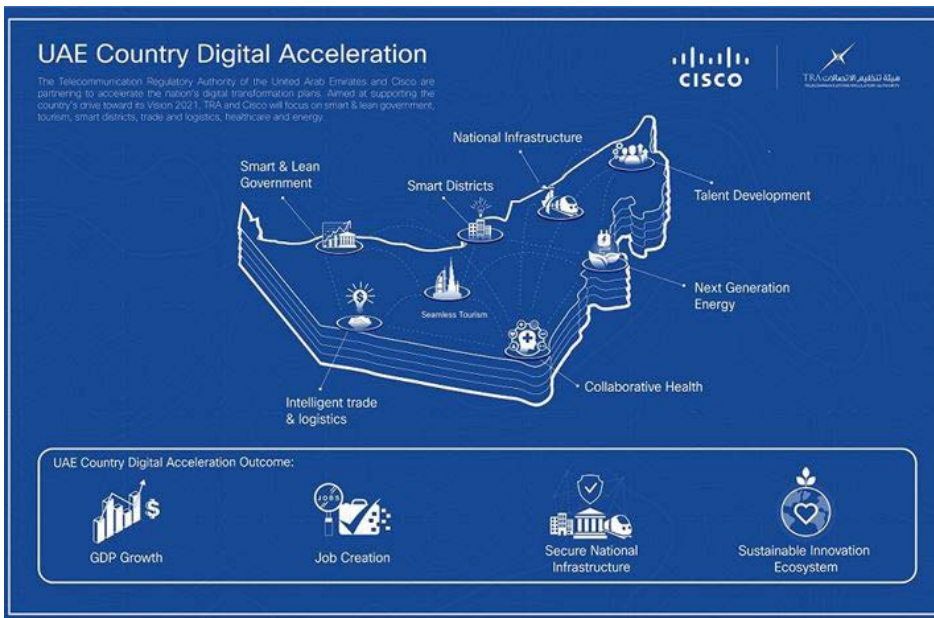 UAE Country Digital Acceleration
The Telecommunication Regulatory Authority of the United Arab Emirates and Cisco are
partnering to accelerate the nation's digital transformation plans. Aimed at supporting the
country's drive toward its Vision 2021, TRA and Cisco will focus on smart & lean government,
tourism, smart districts, trade and logistics, healthcare and energy.
CISCO
TRA هيئة تنظيم الاتصالات
TELECOMMUNICATIONS REGULATORY AUTHORITY
National Infrastructure
Smart & Lean
Government
Smart Districts
Talent Development
Next Generation
Energy
Seamless Tourism
Collaborative Health
Intelligent trade
& logistics
UAE Country Digital Acceleration Outcome:
JOBS
GDP Growth
Job Creation
Secure National
Infrastructure
Sustainable Innovation
Ecosystem